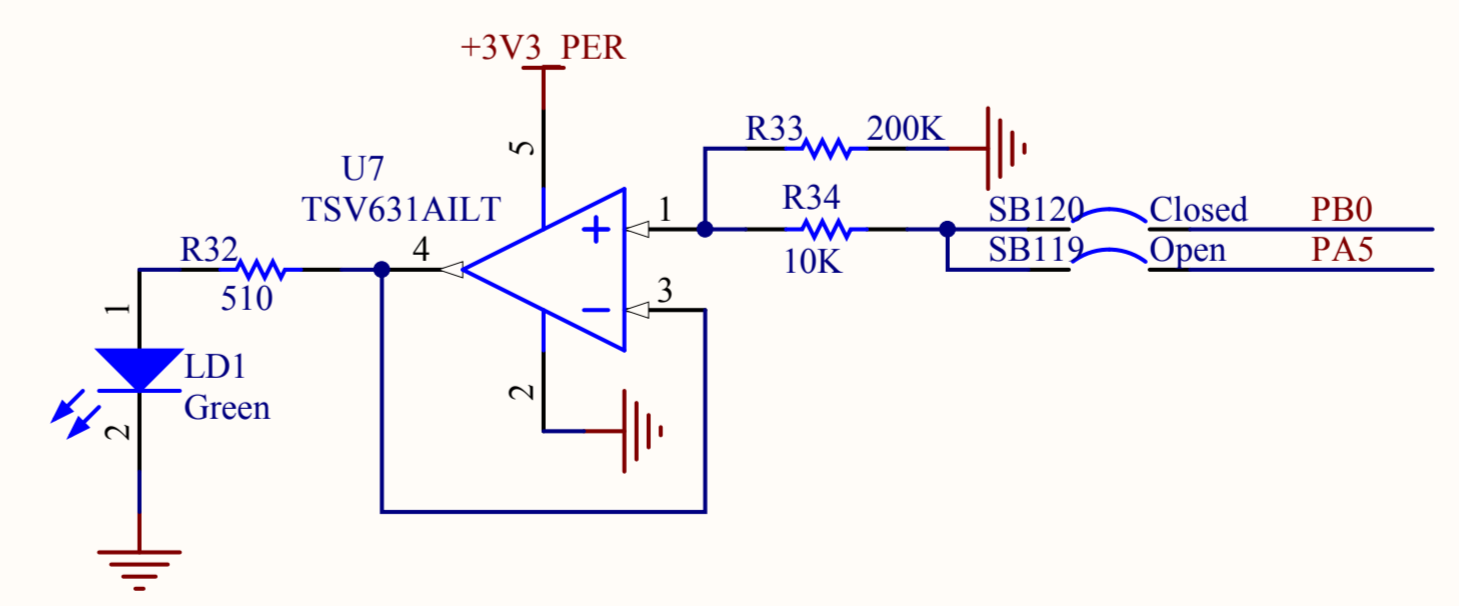 +3V3_PER
5
R33
200K
U7
TSV631AILT
R34
10K
1
SB120
Closed
PB0
SB119
Open
PA5
R32
510
4
+
3
-
1
LD1
Green
2
2